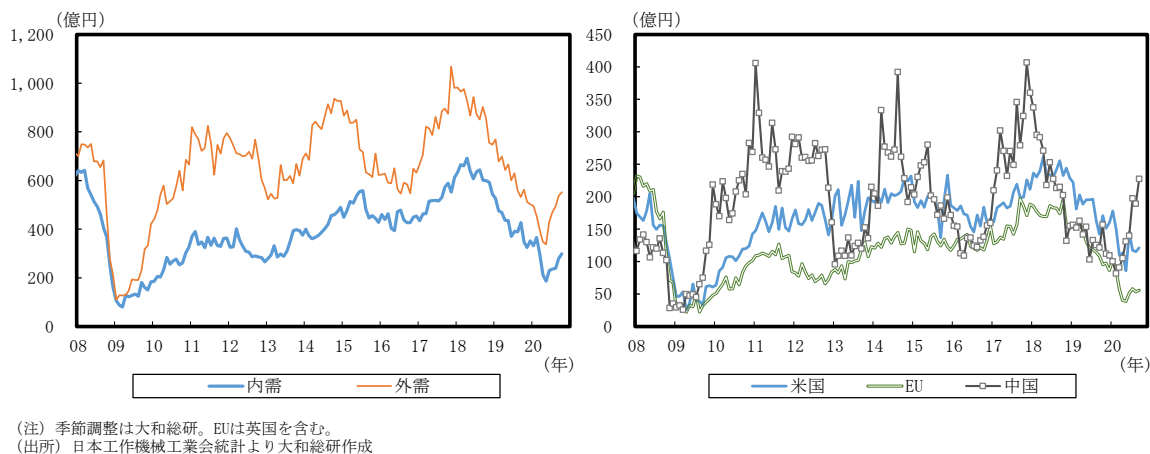 （億円）
1,200
1,000
800
600
400
200
0
08 09 10 11 12 13 14 15 16 17 18 19 20
（年）
内需 外需
（億円）
450
400
350
300
250
200
150
100
50
0
08 09 10 11 12 13 14 15 16 17 18 19 20
（年）
米国 EU 中国
（注）季節調整は大和総研。EUは英国を含む。
（出所）日本工作機械工業会統計より大和総研作成